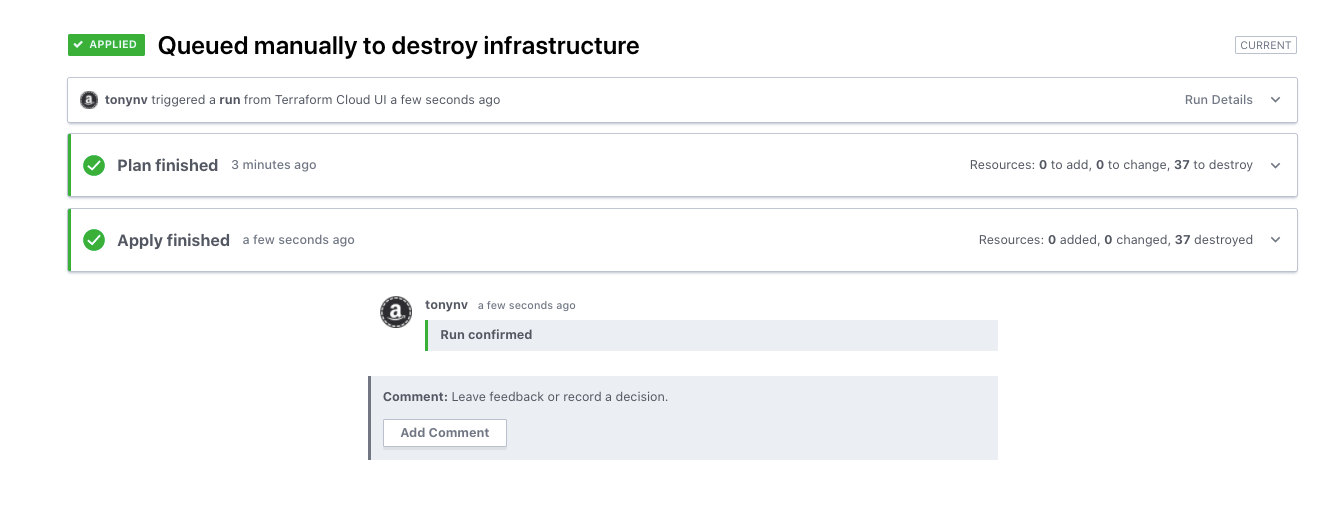 APPLIED Queued manually to destroy infrastructure CURRENT
tonynv triggered a run from Terraform Cloud UI a few seconds ago Run Details
Plan finished 3 minutes ago Resources: 0 to add, 0 to change, 37 to destroy
Apply finished a few seconds ago Resources: 0 added, 0 changed, 37 destroyed
tonynv a few seconds ago
Run confirmed
Comment: Leave feedback or record a decision.
Add Comment